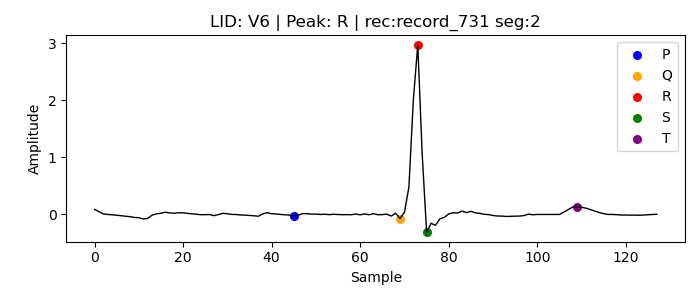 LID: V6 | Peak: R | rec:record_731 seg:2
Amplitude
3
2
1
0
P
Q
R
S
T
0 20 40 60 80 100 120
Sample